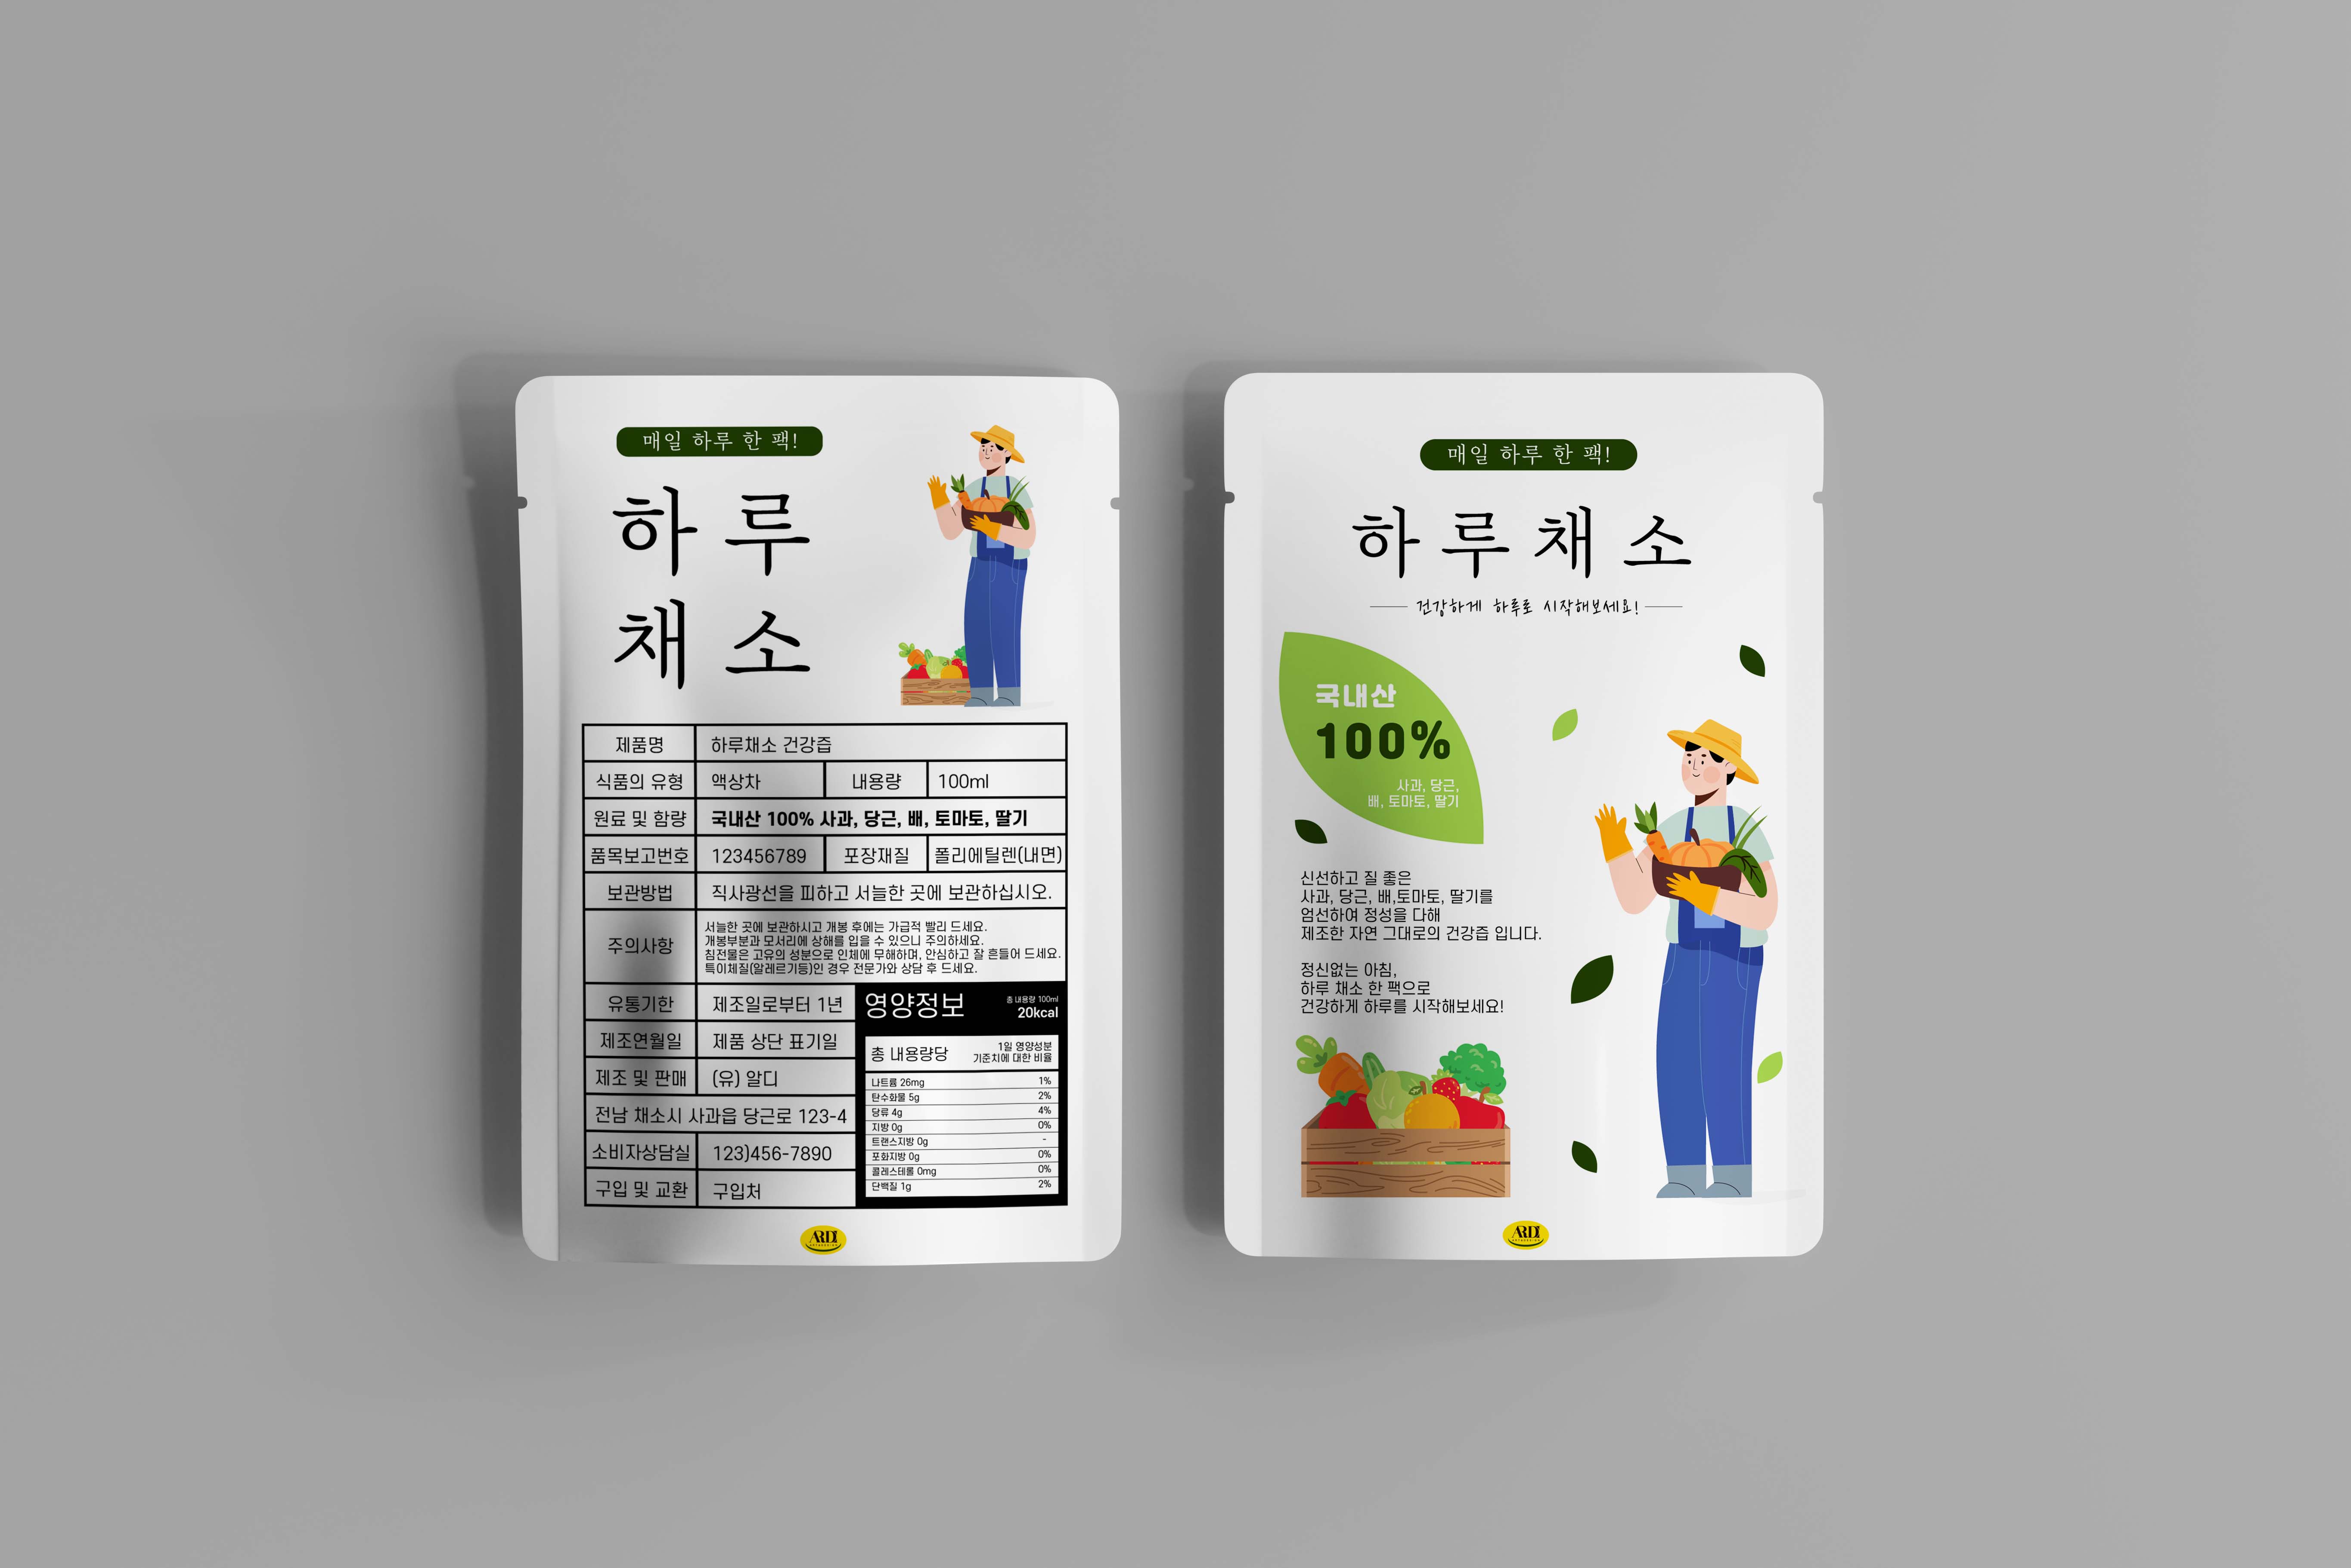 매일 하루 한 팩!
하루
채소
제품명 하루채소 건강즙
식품의 유형 액상차 내용량 100ml
원료 및 함량 국내산 100% 사과, 당근, 배, 토마토, 딸기
품목보고번호 123456789 포장재질 폴리에틸렌(내면)
보관방법 직사광선을 피하고 서늘한 곳에 보관하십시오.
주의사항
서늘한 곳에 보관하시고 개봉 후에는 가급적 빨리 드세요.
개봉부분과 모서리에 상해를 입을 수 있으니 주의하세요.
침전물은 고유의 성분으로 인체에 무해하며, 안심하고 잘 흔들어 드세요.
특이체질(알레르기등)인 경우 전문가와 상담 후 드세요.
유통기한 제조일로부터 1년
제조연월일 제품 상단 표기일
제조 및 판매 (유) 알디
전남 채소시 사과읍 당근로 123-4
소비자상담실 123)456-7890
구입 및 교환 구입처
영양정보
총 내용량 100ml
20kcal
총 내용량당
1일 영양성분
기준치에 대한 비율
나트륨 26mg 1%
탄수화물 5g 2%
당류 4g 4%
지방 0g 0%
트랜스지방 0g -
포화지방 0g 0%
콜레스테롤 0mg 0%
단백질 1g 2%
ARDI
매일 하루 한 팩!
하루채소
건강하게 하루로 시작해보세요!
국내산
100%
사과, 당근,
배, 토마토, 딸기
신선하고 질 좋은
사과, 당근, 배,토마토, 딸기를
엄선하여 정성을 다해
제조한 자연 그대로의 건강즙 입니다.
정신없는 아침,
하루 채소 한 팩으로
건강하게 하루를 시작해보세요!
ARDI